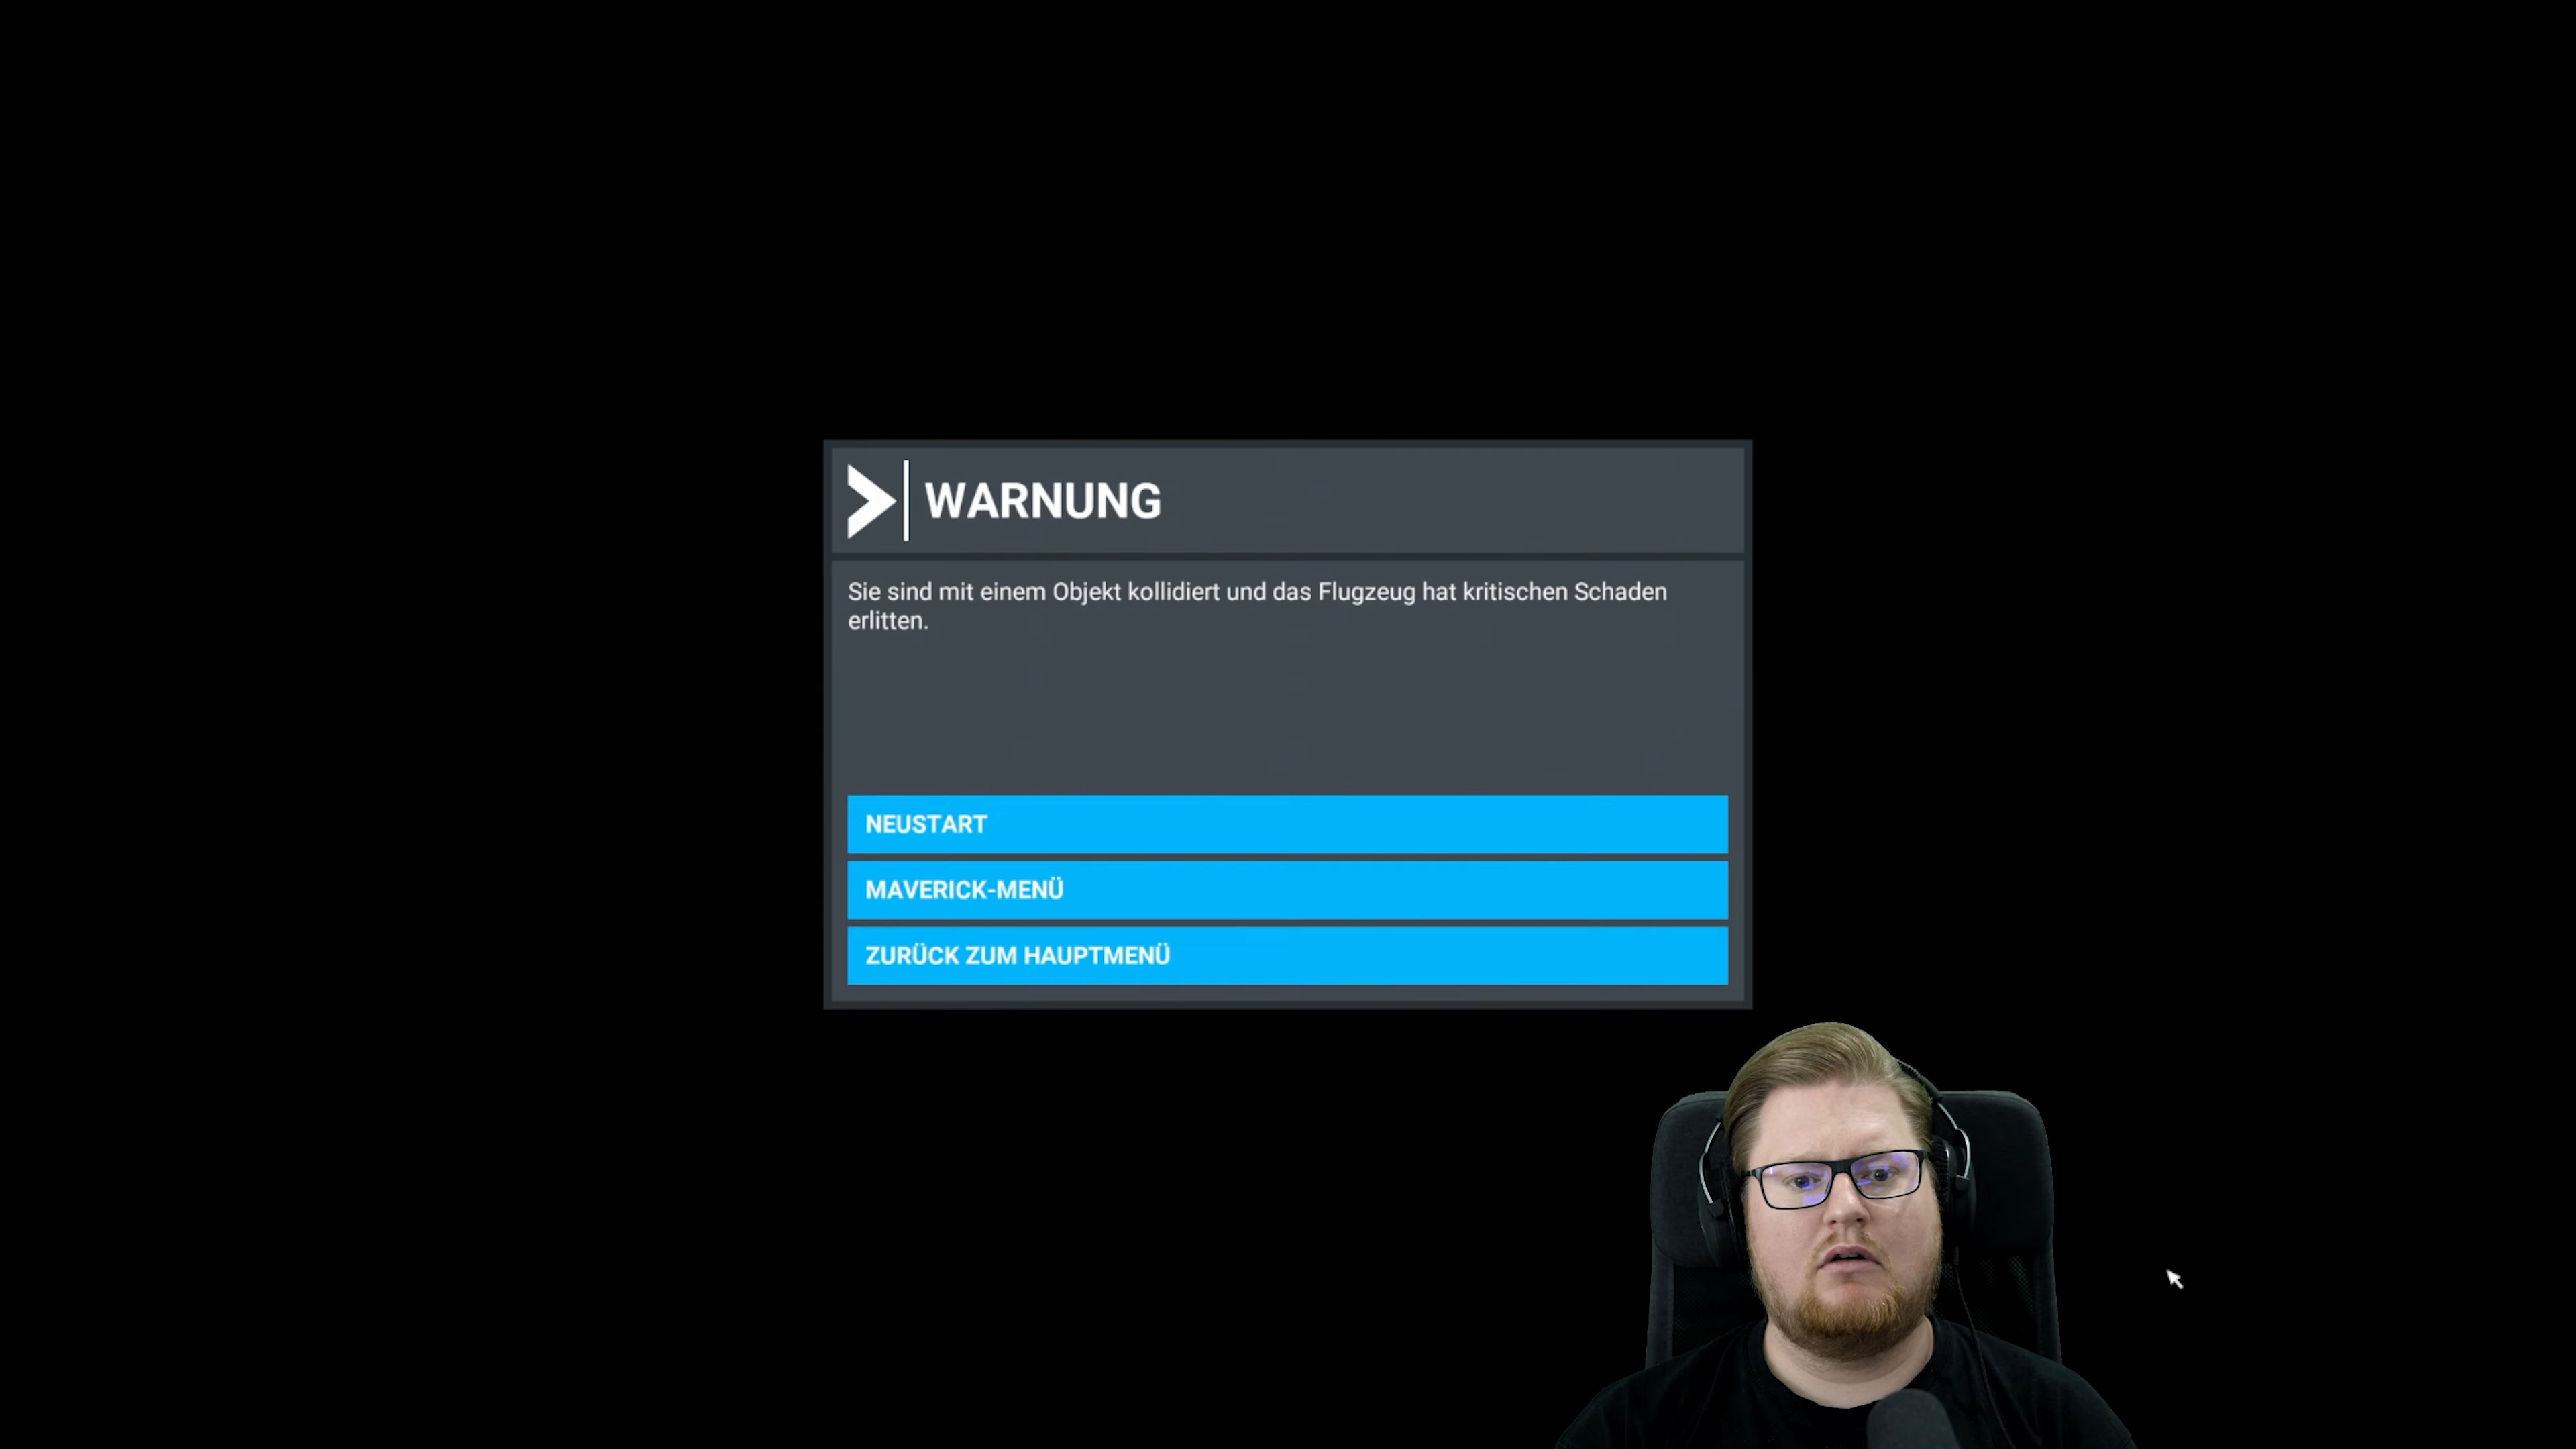 WARNUNG
Sie sind mit einem Objekt kollidiert und das Flugzeug hat kritischen Schaden
erlitten.
NEUSTART
MAVERICK-MENÜ
ZURÜCK ZUM HAUPTMENÜ